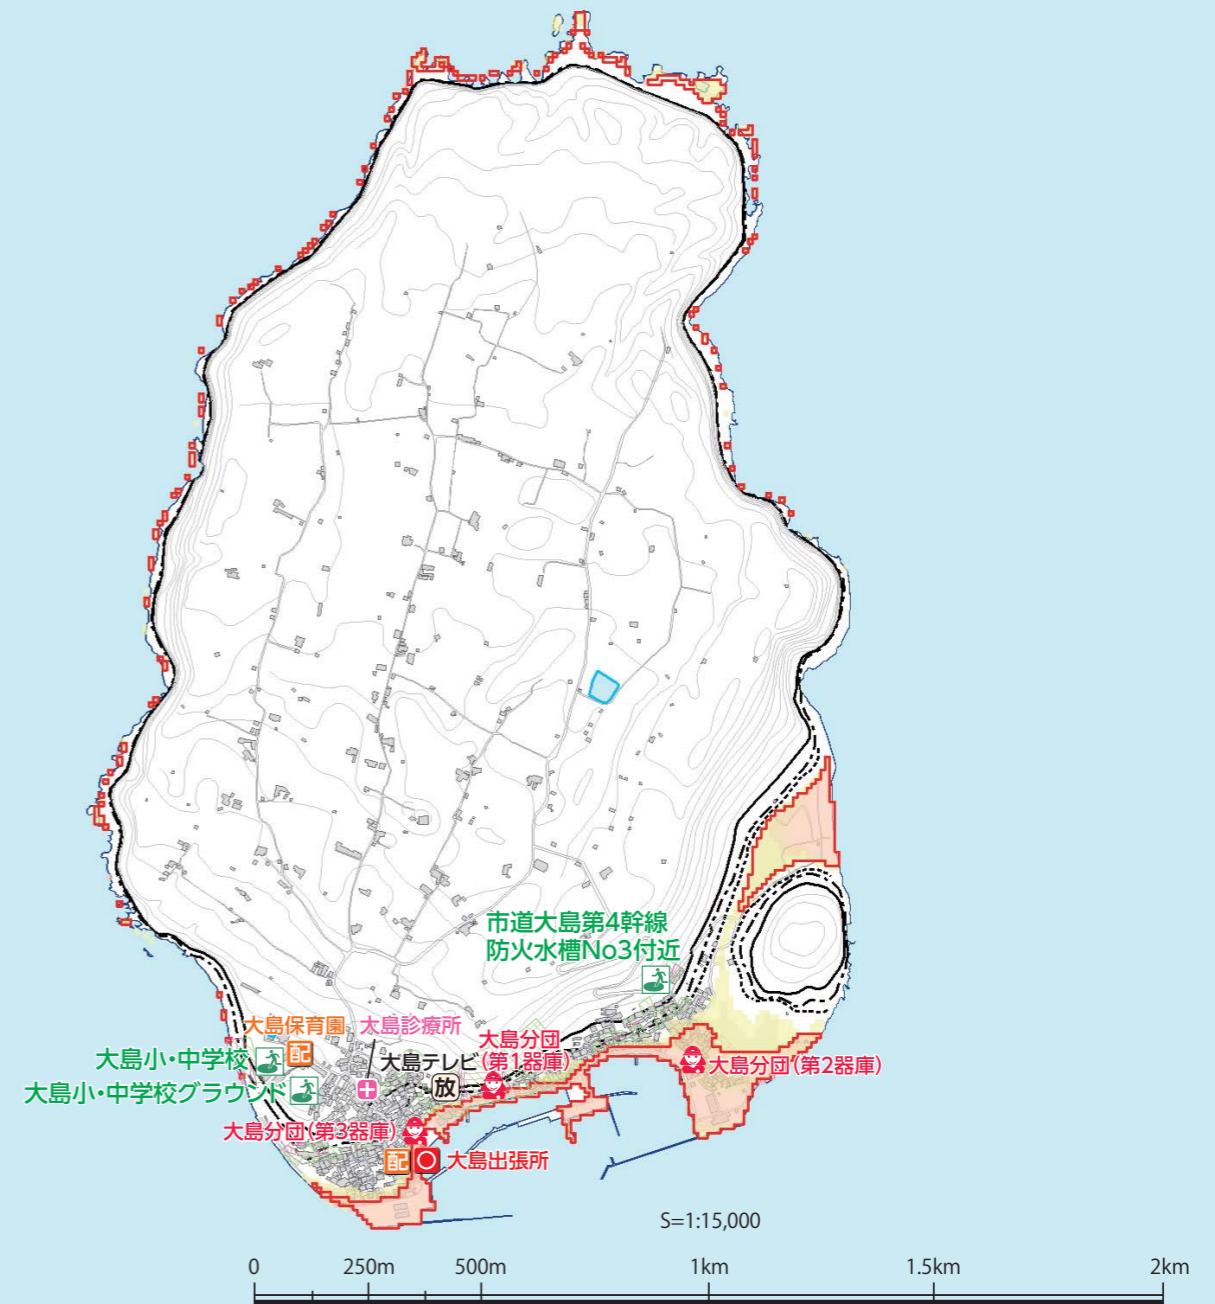 市道大島第4幹線
防火水槽No3付近
大島保育園
大島診療所
大島分団
(第1器庫)
大島小・中学校
配
大島テレビ
大島分団(第2器庫)
大島小・中学校グラウンド
放
大島分団(第3器庫)
配
大島出張所
S=1:15,000
0 250m 500m 1km 1.5km 2km